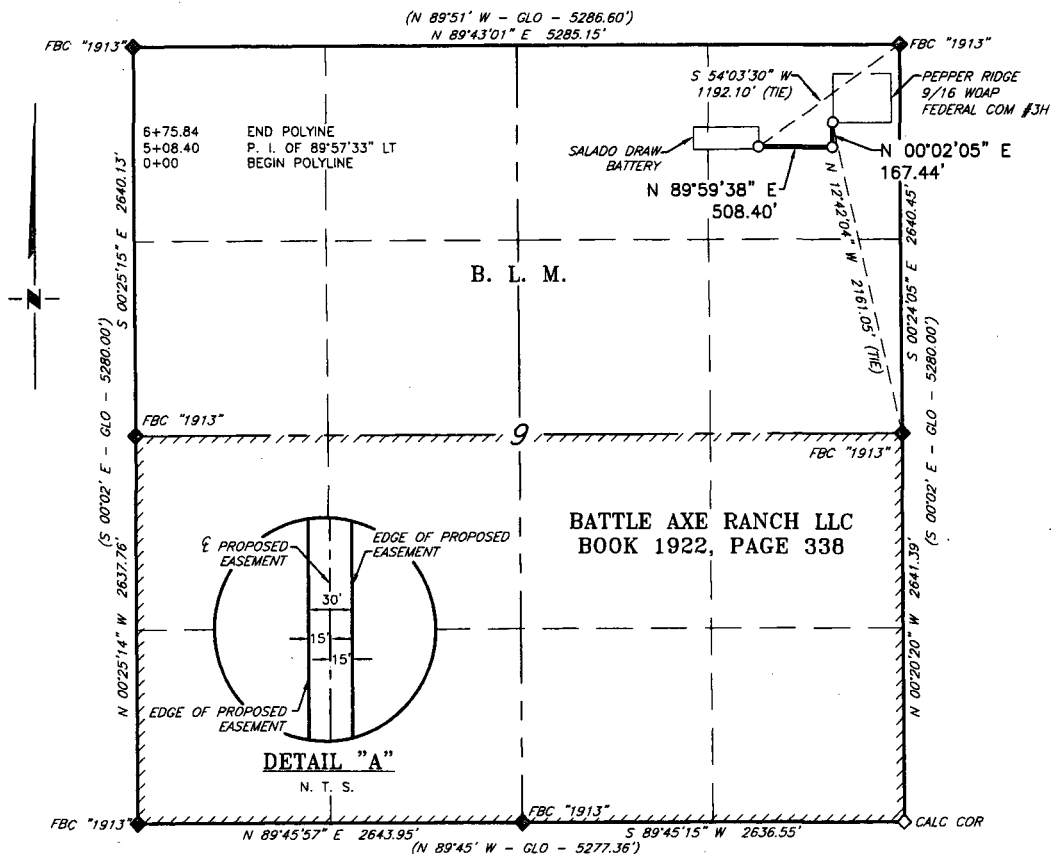 (N 89°51' W - GLO - 5286.60')
N 89°43'01" E 5285.15'
FBC "1913"
FBC "1913"
S 54°03'30" W
1192.10' (TIE)
PEPPER RIDGE
9/16 WOAP
FEDERAL COM #3H
6+75.84 END POLYINE
5+08.40 P. I. OF 89°57'33" LT
0+00 BEGIN POLYLINE
SALADO DRAW
BATTERY
N 00°02'05" E
167.44'
N 89°59'38" E
508.40'
S 00°25'15" E 2640.13'
N 12°42'04" W 2161.05' (TIE)
S 00°24'05" E 2640.45'
B. L. M.
N
(S 00°02' E - GLO - 5280.00')
(S 00°02' E - GLO - 5280.00')
FBC "1913"
9
FBC "1913"
BATTLE AXE RANCH LLC
BOOK 1922, PAGE 338
℄ PROPOSED
EASEMENT
EDGE OF PROPOSED
EASEMENT
30'
15'
15'
EDGE OF PROPOSED
EASEMENT
DETAIL "A"
N. T. S.
N 00°25'14" W 2637.76'
N 00°20'20" W 2641.39'
FBC "1913"
FBC "1913"
CALC COR
N 89°45'57" E 2643.95'
S 89°45'15" W 2636.55'
(N 89°45' W - GLO - 5277.36')